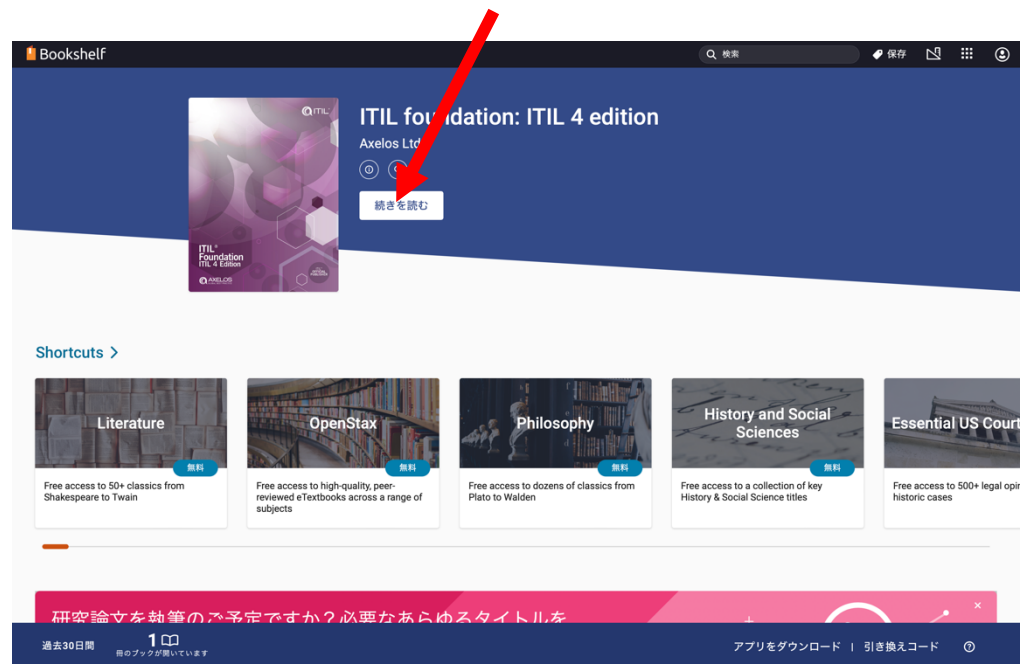 Bookshelf
検索
保存
ITIL foundation: ITIL 4 edition
Axelos Ltd
続きを読む
ITIL
ITIL®
Foundation
ITIL 4 Edition
AXELOS
Shortcuts
Literature
無料
Free access to 50+ classics from
Shakespeare to Twain
OpenStax
無料
Free access to high-quality, peer-
reviewed eTextbooks across a range of
subjects
Philosophy
無料
Free access to dozens of classics from
Plato to Walden
History and Social
Sciences
無料
Free access to a collection of key
History & Social Science titles
Essential US Court
Free access to 500+ legal opin
historic cases
研究論文を執筆のご予定ですか？必要なあらゆるタイトルを
過去30日間
1
冊のブックが開いています
アプリをダウンロード | 引き換えコード